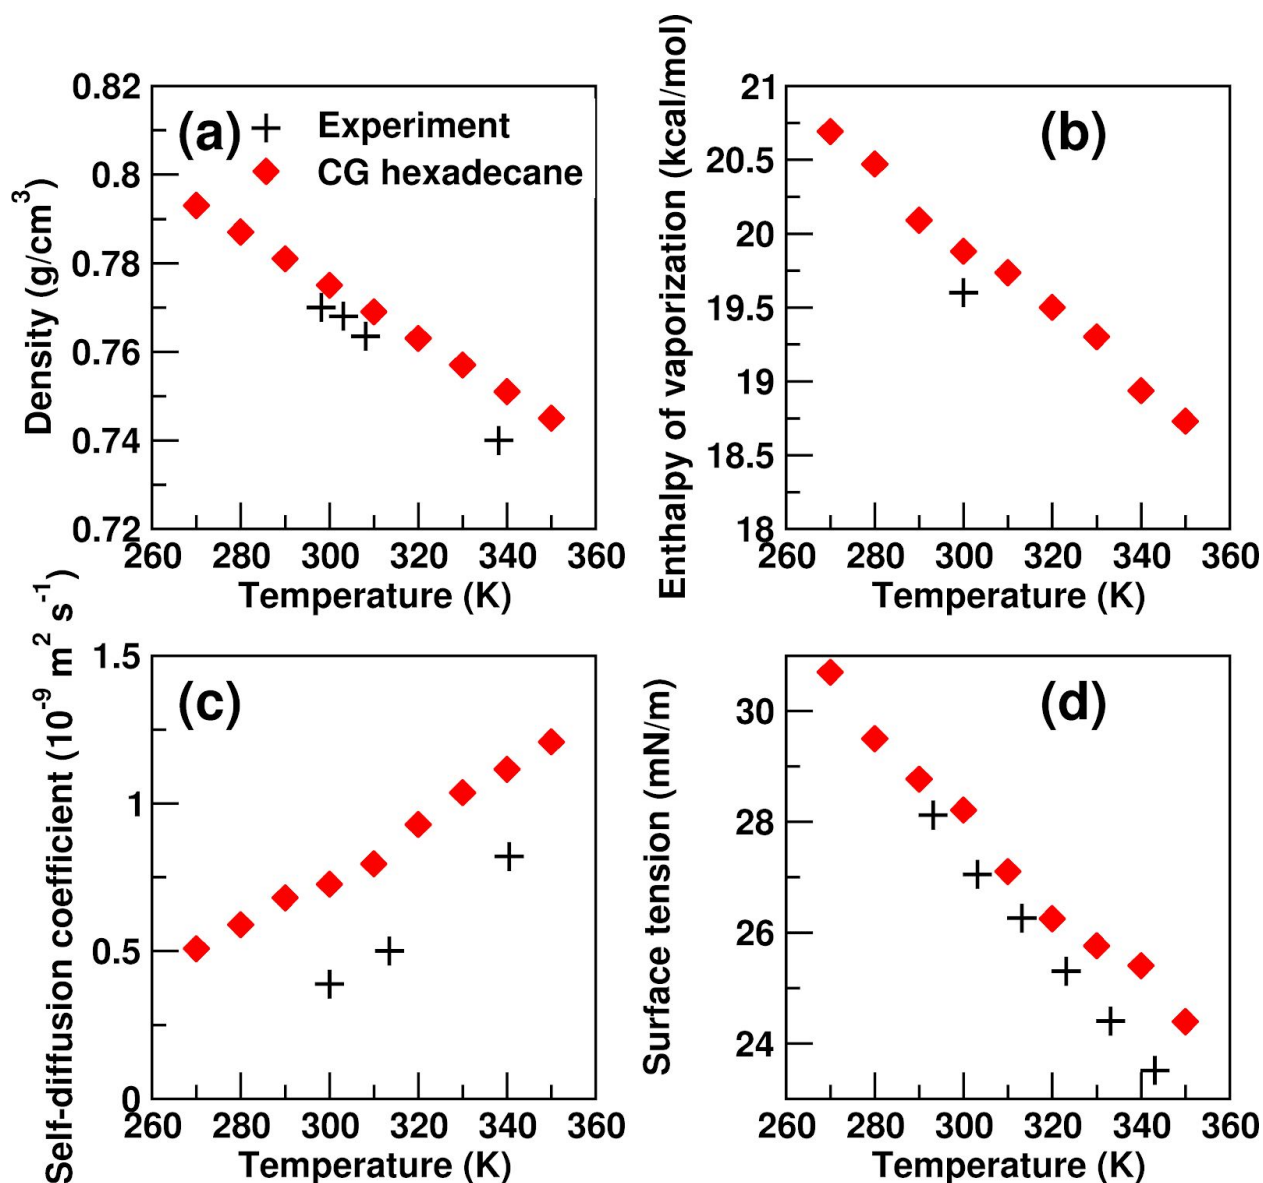 (a)
Experiment
CG hexadecane
Density (g/cm³)
0.82
0.8
0.78
0.76
0.74
0.72
260 280 300 320 340 360
Temperature (K)
(b)
Enthalpy of vaporization (kcal/mol)
21
20.5
20
19.5
19
18.5
18
260 280 300 320 340 360
Temperature (K)
(c)
Self-diffusion coefficient (10⁻⁹ m² s⁻¹)
1.5
1
0.5
0
260 280 300 320 340 360
Temperature (K)
(d)
Surface tension (mN/m)
30
28
26
24
260 280 300 320 340 360
Temperature (K)